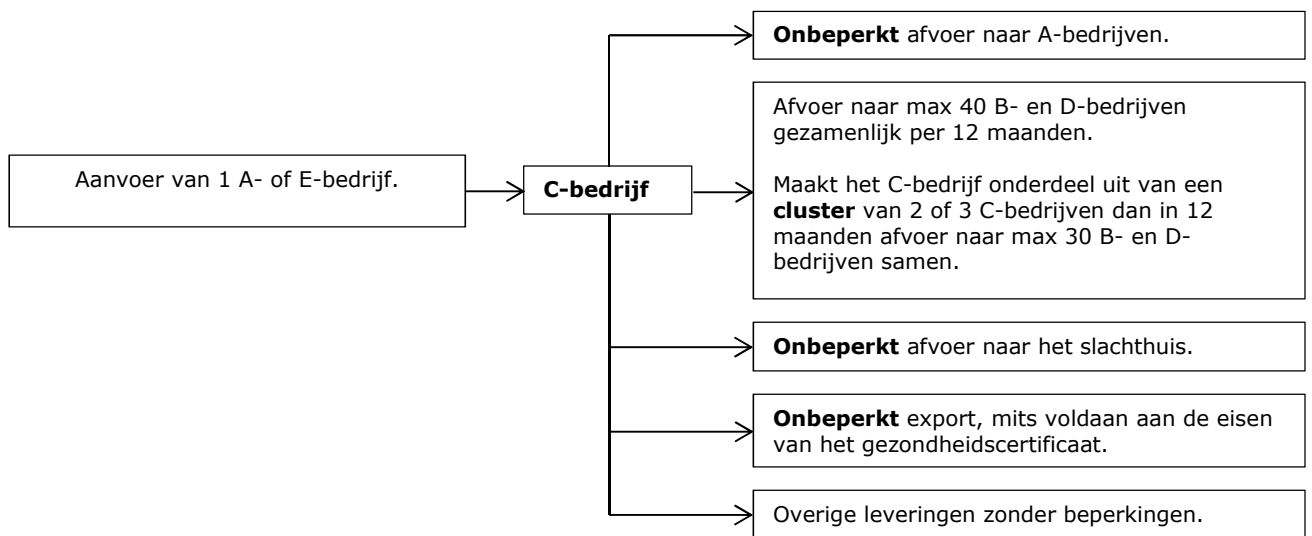 Aanvoer van 1 A- of E-bedrijf.
C-bedrijf
Onbeperkt afvoer naar A-bedrijven.
Afvoer naar max 40 B- en D-bedrijven
gezamenlijk per 12 maanden.
Maakt het C-bedrijf onderdeel uit van een
cluster van 2 of 3 C-bedrijven dan in 12
maanden afvoer naar max 30 B- en D-
bedrijven samen.
Onbeperkt afvoer naar het slachthuis.
Onbeperkt export, mits voldaan aan de eisen
van het gezondheidscertificaat.
Overige leveringen zonder beperkingen.